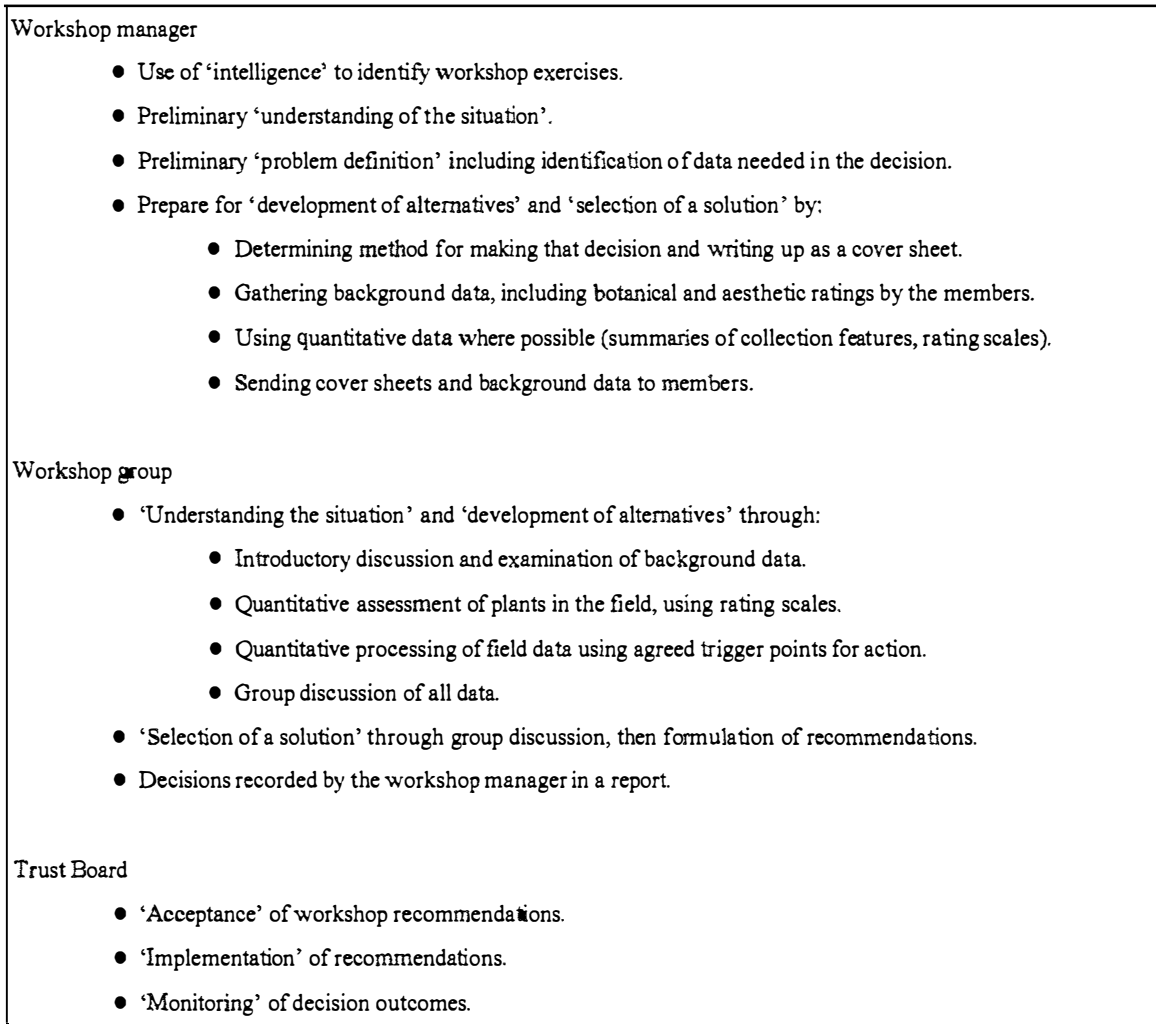 Workshop manager
● Use of ‘intelligence’ to identify workshop exercises.
● Preliminary ‘understanding of the situation’.
● Preliminary ‘problem definition’ including identification of data needed in the decision.
● Prepare for ‘development of alternatives’ and ‘selection of a solution’ by:
● Determining method for making that decision and writing up as a cover sheet.
● Gathering background data, including botanical and aesthetic ratings by the members.
● Using quantitative data where possible (summaries of collection features, rating scales).
● Sending cover sheets and background data to members.
Workshop group
● ‘Understanding the situation’ and ‘development of alternatives’ through:
● Introductory discussion and examination of background data.
● Quantitative assessment of plants in the field, using rating scales.
● Quantitative processing of field data using agreed trigger points for action.
● Group discussion of all data.
● ‘Selection of a solution’ through group discussion, then formulation of recommendations.
● Decisions recorded by the workshop manager in a report.
Trust Board
● ‘Acceptance’ of workshop recommendations.
● ‘Implementation’ of recommendations.
● ‘Monitoring’ of decision outcomes.